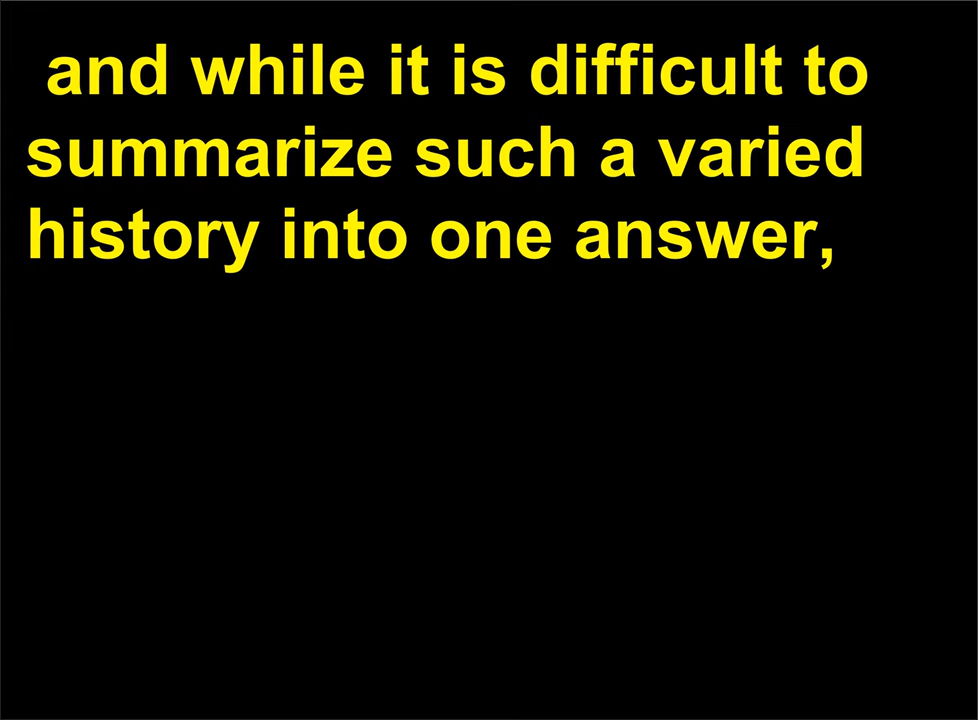 and while it is difficult to
summarize such a varied
history into one answer,